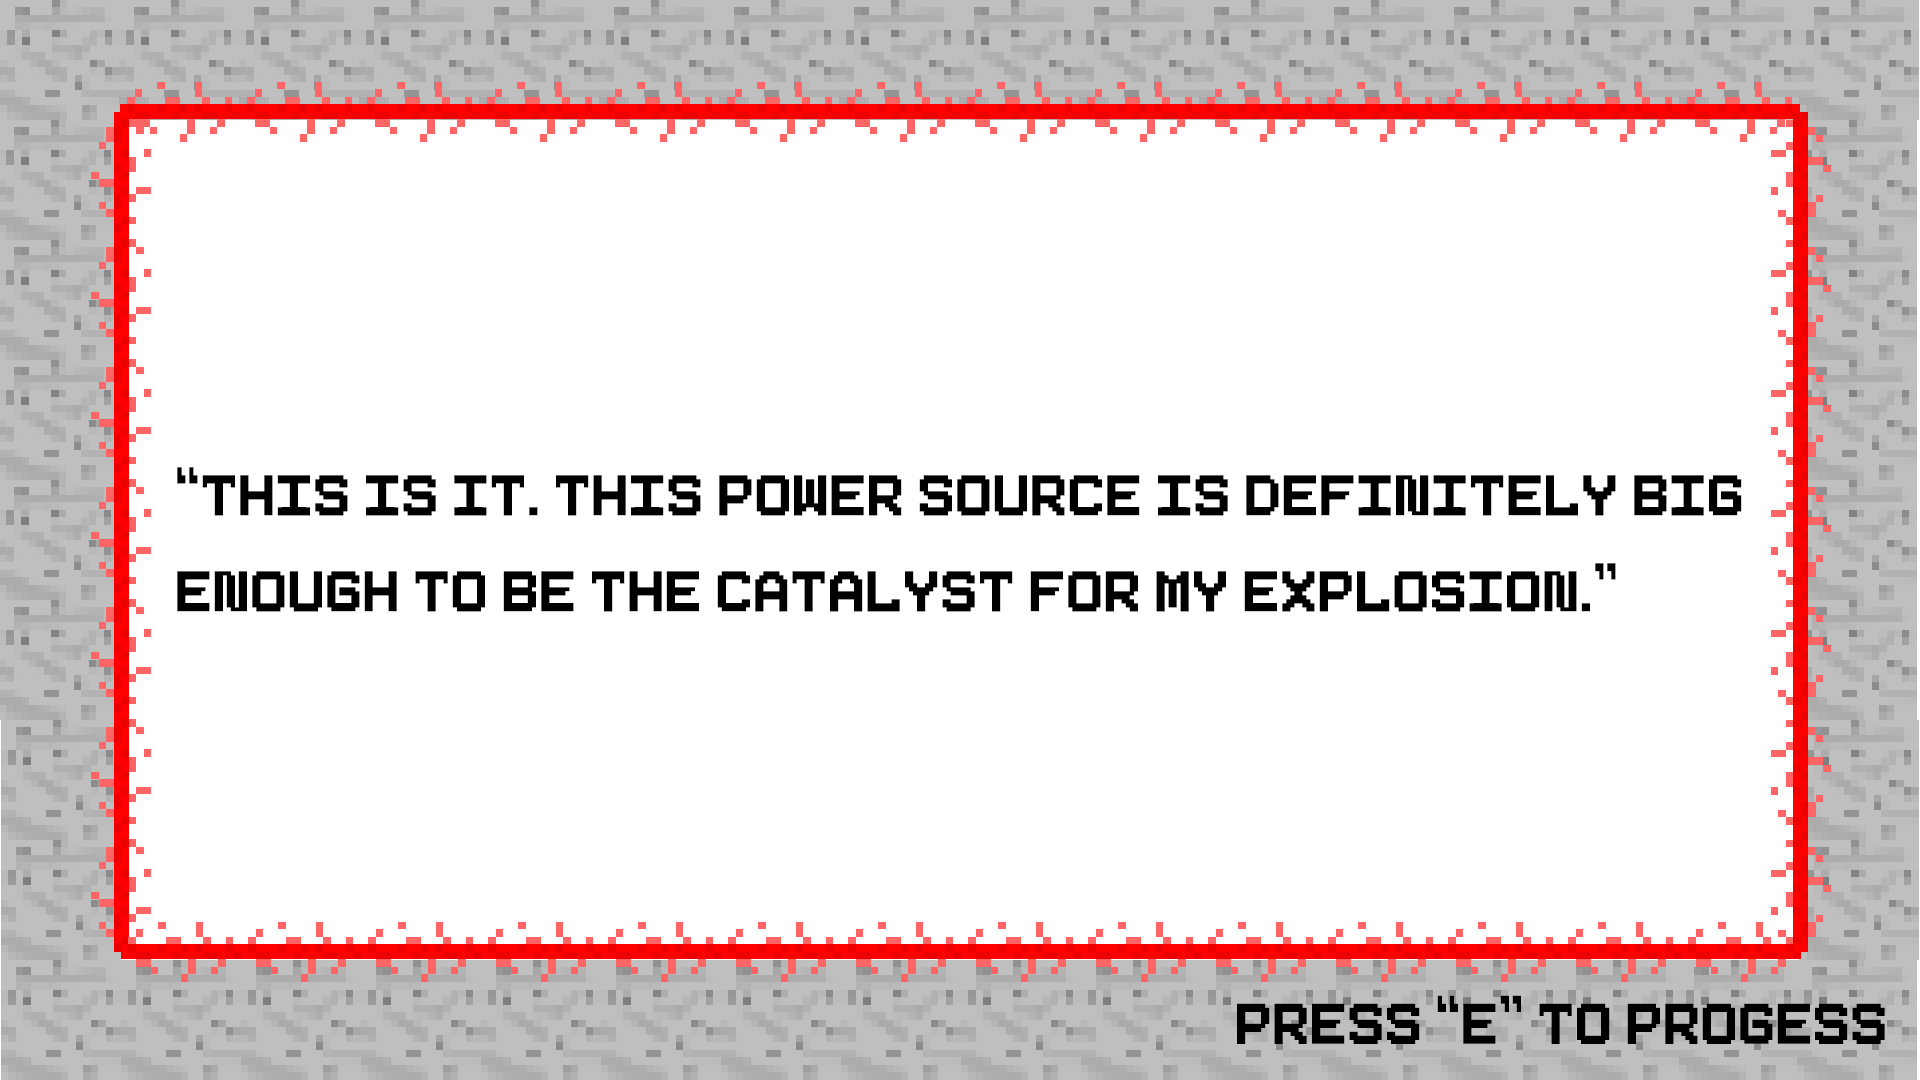 “THIS IS IT. THIS POWER SOURCE IS DEFINITELY BIG
ENOUGH TO BE THE CATALYST FOR MY EXPLOSION.”
PRESS “E” TO PROGESS